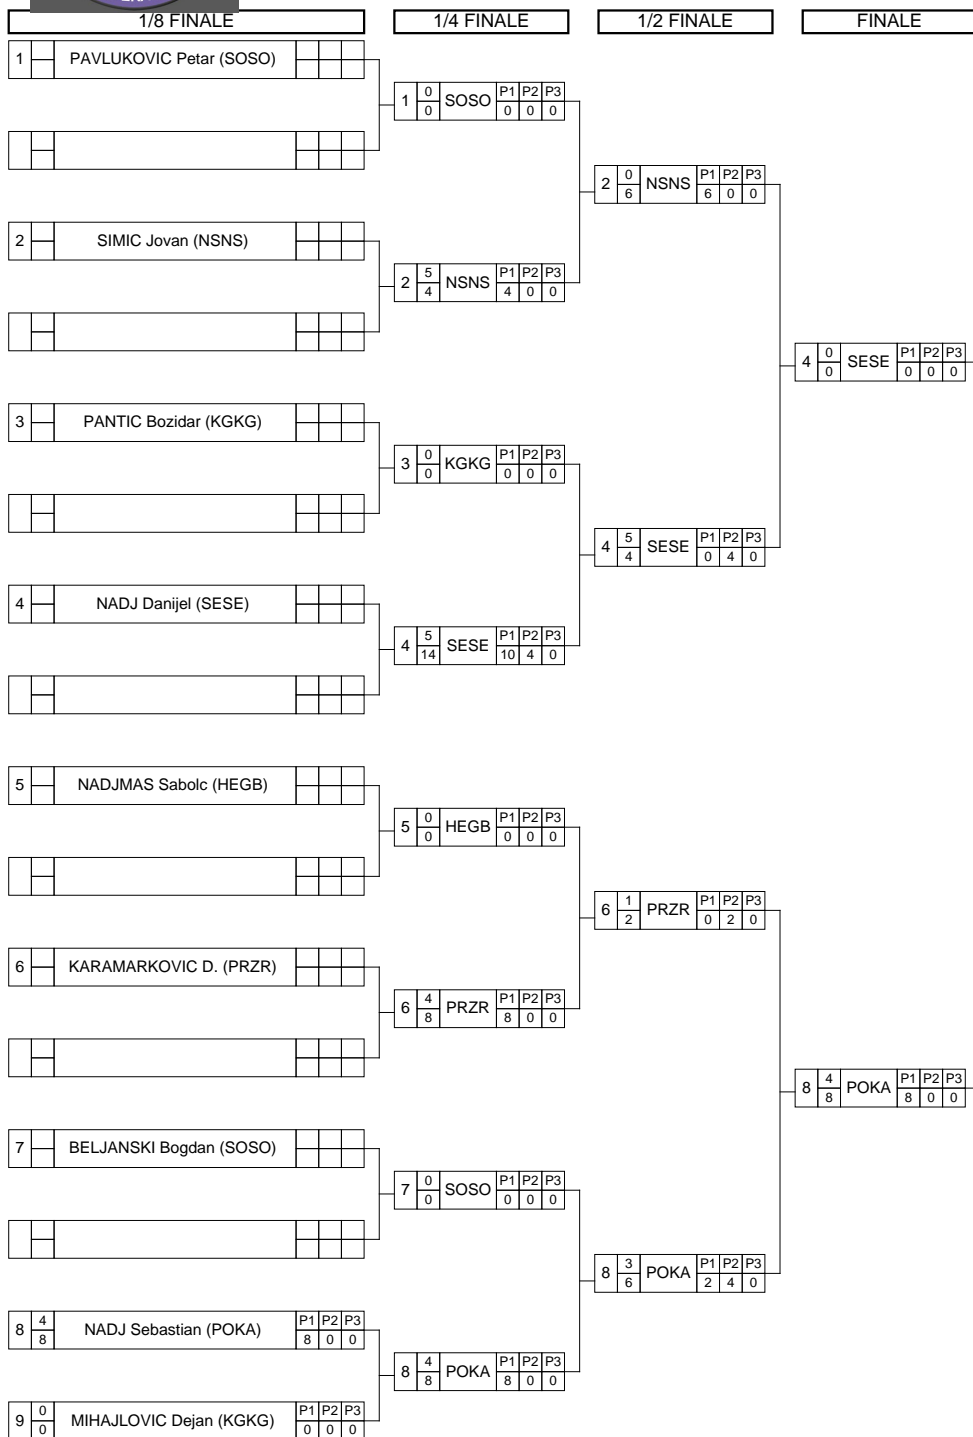 1/8 FINALE 1/4 FINALE 1/2 FINALE FINALE
1 PAVLUKOVIC Petar (SOSO)
1 0 SOSO P1 P2 P3
0 0 0 0
2 0 NSNS P1 P2 P3
6 6 0 0
2 SIMIC Jovan (NSNS)
2 5 NSNS P1 P2 P3
4 4 0 0
4 0 SESE P1 P2 P3
0 0 0 0
3 PANTIC Bozidar (KGKG)
3 0 KGKG P1 P2 P3
0 0 0 0
4 5 SESE P1 P2 P3
4 0 4 0
4 NADJ Danijel (SESE)
4 5 SESE P1 P2 P3
14 10 4 0
5 NADJMAS Sabolc (HEGB)
5 0 HEGB P1 P2 P3
0 0 0 0
6 1 PRZR P1 P2 P3
2 0 2 0
6 KARAMARKOVIC D. (PRZR)
6 4 PRZR P1 P2 P3
8 8 0 0
8 4 POKA P1 P2 P3
8 8 0 0
7 BELJANSKI Bogdan (SOSO)
7 0 SOSO P1 P2 P3
0 0 0 0
8 3 POKA P1 P2 P3
6 2 4 0
8 4 NADJ Sebastian (POKA) P1 P2 P3
8 8 0 0
8 4 POKA P1 P2 P3
8 8 0 0
9 0 MIHAJLOVIC Dejan (KGKG) P1 P2 P3
0 0 0 0